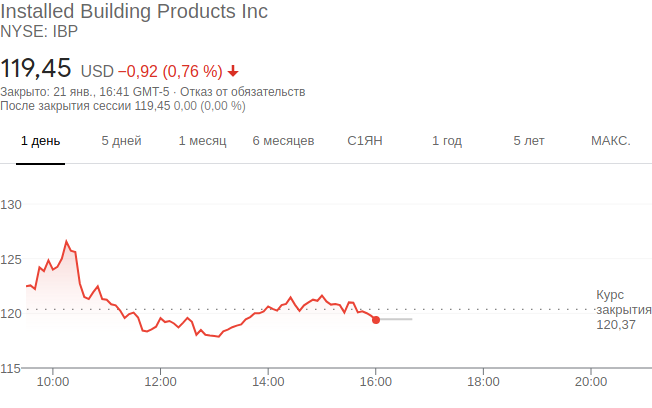 Installed Building Products Inc
NYSE: IBP
119,45 USD −0,92 (0,76 %)
Закрыто: 21 янв., 16:41 GMT-5 · Отказ от обязательств
После закрытия сессии 119,45 0,00 (0,00 %)
1 день 5 дней 1 месяц 6 месяцев С1ЯН 1 год 5 лет МАКС.
130
125
Курс
закрытия
120,37
120
115
10:00 12:00 14:00 16:00 18:00 20:00